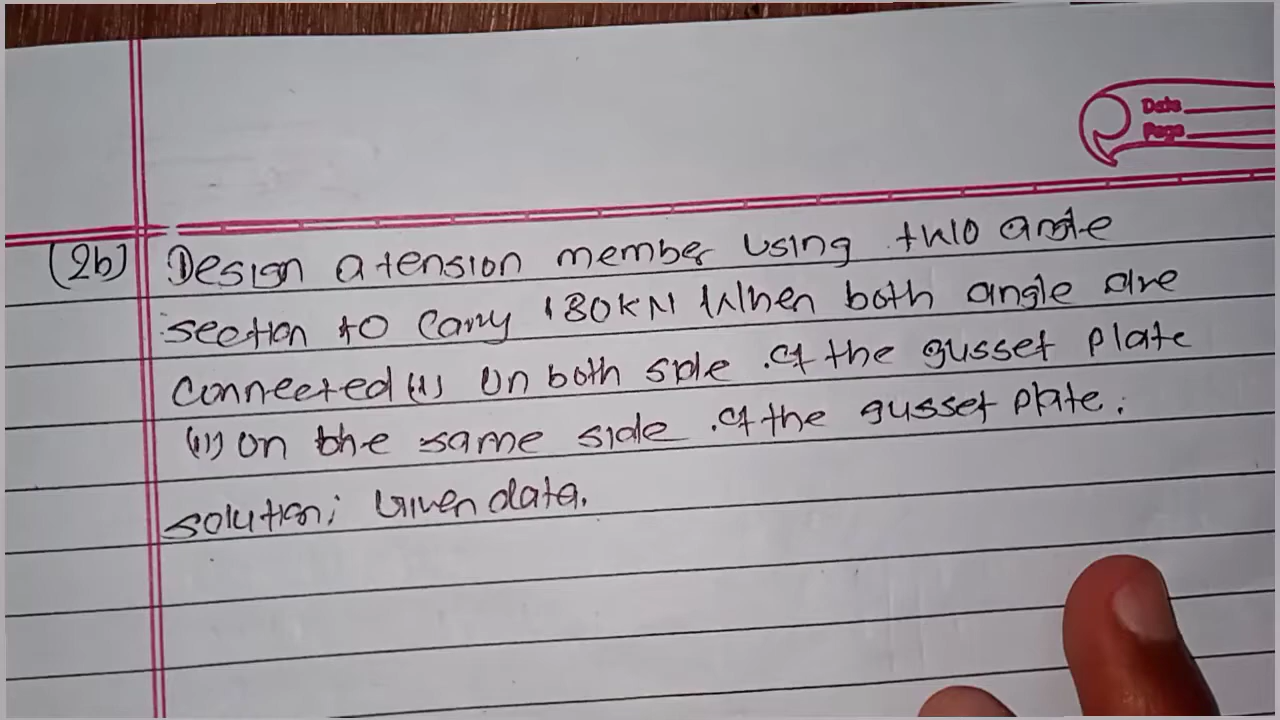 Date
Page
(2b) Design a tension member using two angle
section to carry 180KN When both angle are
connected (i) on both side of the gusset plate
(ii) on the same side of the gusset plate.
solution; Given data.